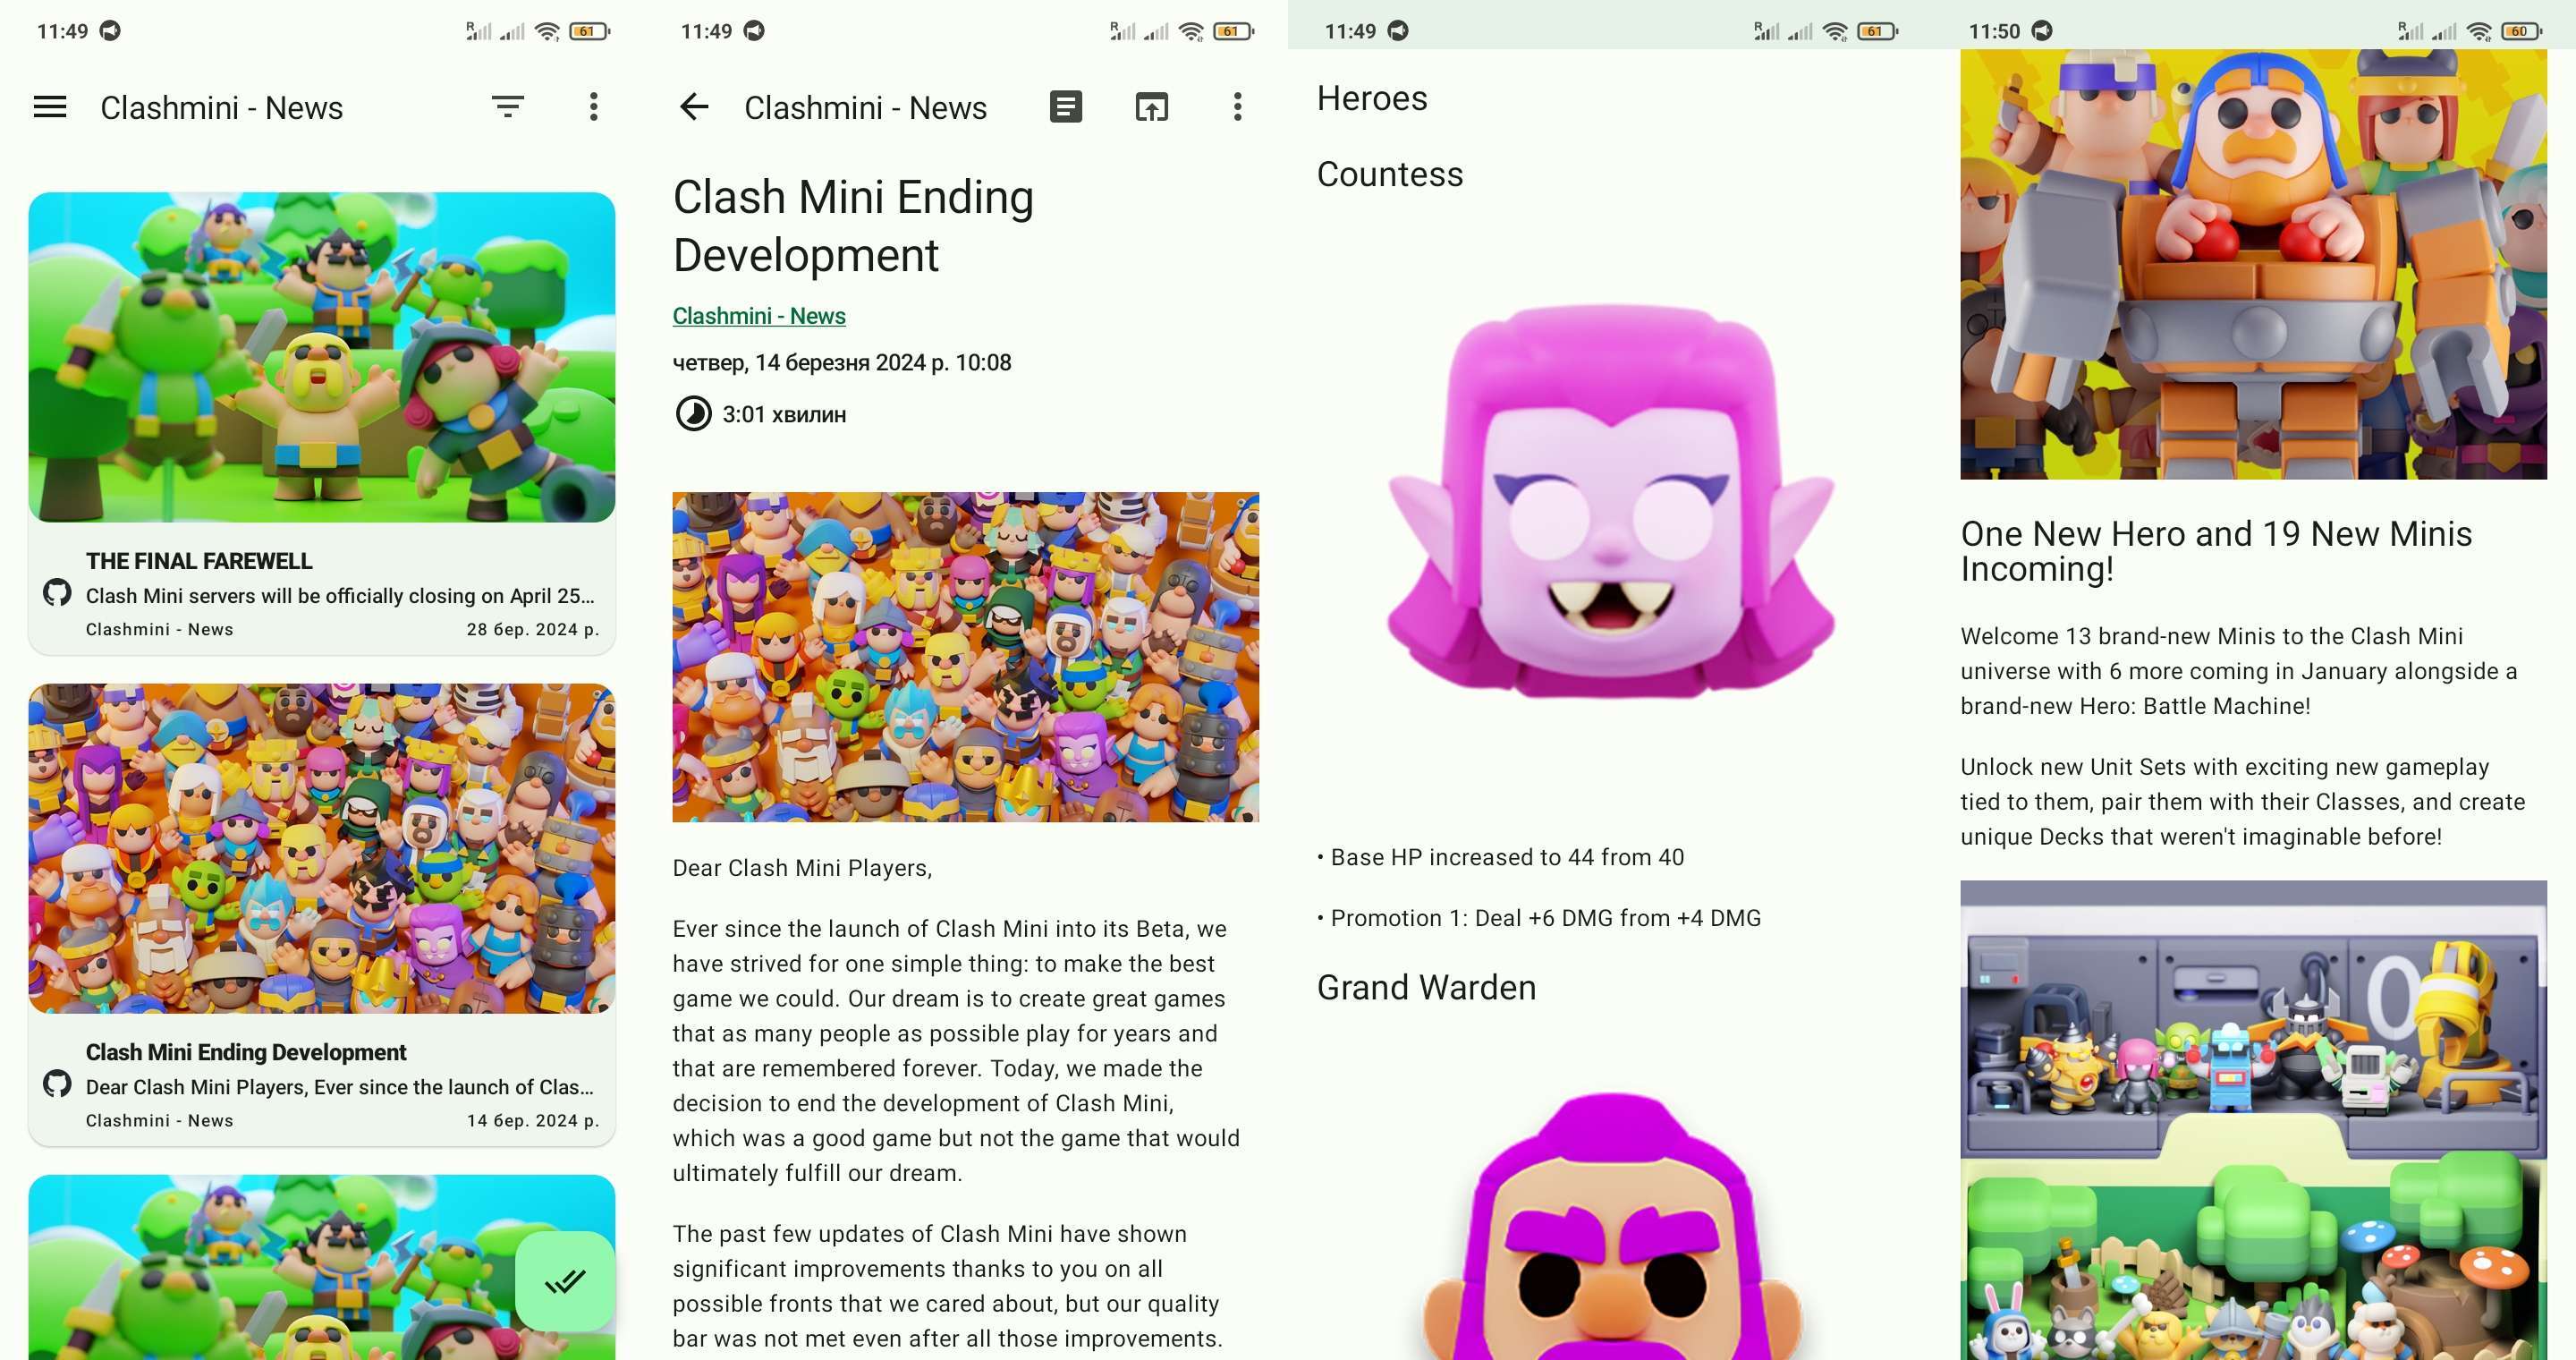 11:49
R
61
Clashmini - News
THE FINAL FAREWELL
Clash Mini servers will be officially closing on April 25...
Clashmini - News
28 бер. 2024 р.
Clash Mini Ending Development
Dear Clash Mini Players, Ever since the launch of Clas...
Clashmini - News
14 бер. 2024 р.
11:49
R
61
Clashmini - News
Clash Mini Ending
Development
Clashmini - News
четвер, 14 березня 2024 р. 10:08
3:01 хвилин
Dear Clash Mini Players,
Ever since the launch of Clash Mini into its Beta, we
have strived for one simple thing: to make the best
game we could. Our dream is to create great games
that as many people as possible play for years and
that are remembered forever. Today, we made the
decision to end the development of Clash Mini,
which was a good game but not the game that would
ultimately fulfill our dream.
The past few updates of Clash Mini have shown
significant improvements thanks to you on all
possible fronts that we cared about, but our quality
bar was not met even after all those improvements.
11:49
R
61
Heroes
Countess
• Base HP increased to 44 from 40
• Promotion 1: Deal +6 DMG from +4 DMG
Grand Warden
11:50
R
60
One New Hero and 19 New Minis
Incoming!
Welcome 13 brand-new Minis to the Clash Mini
universe with 6 more coming in January alongside a
brand-new Hero: Battle Machine!
Unlock new Unit Sets with exciting new gameplay
tied to them, pair them with their Classes, and create
unique Decks that weren't imaginable before!